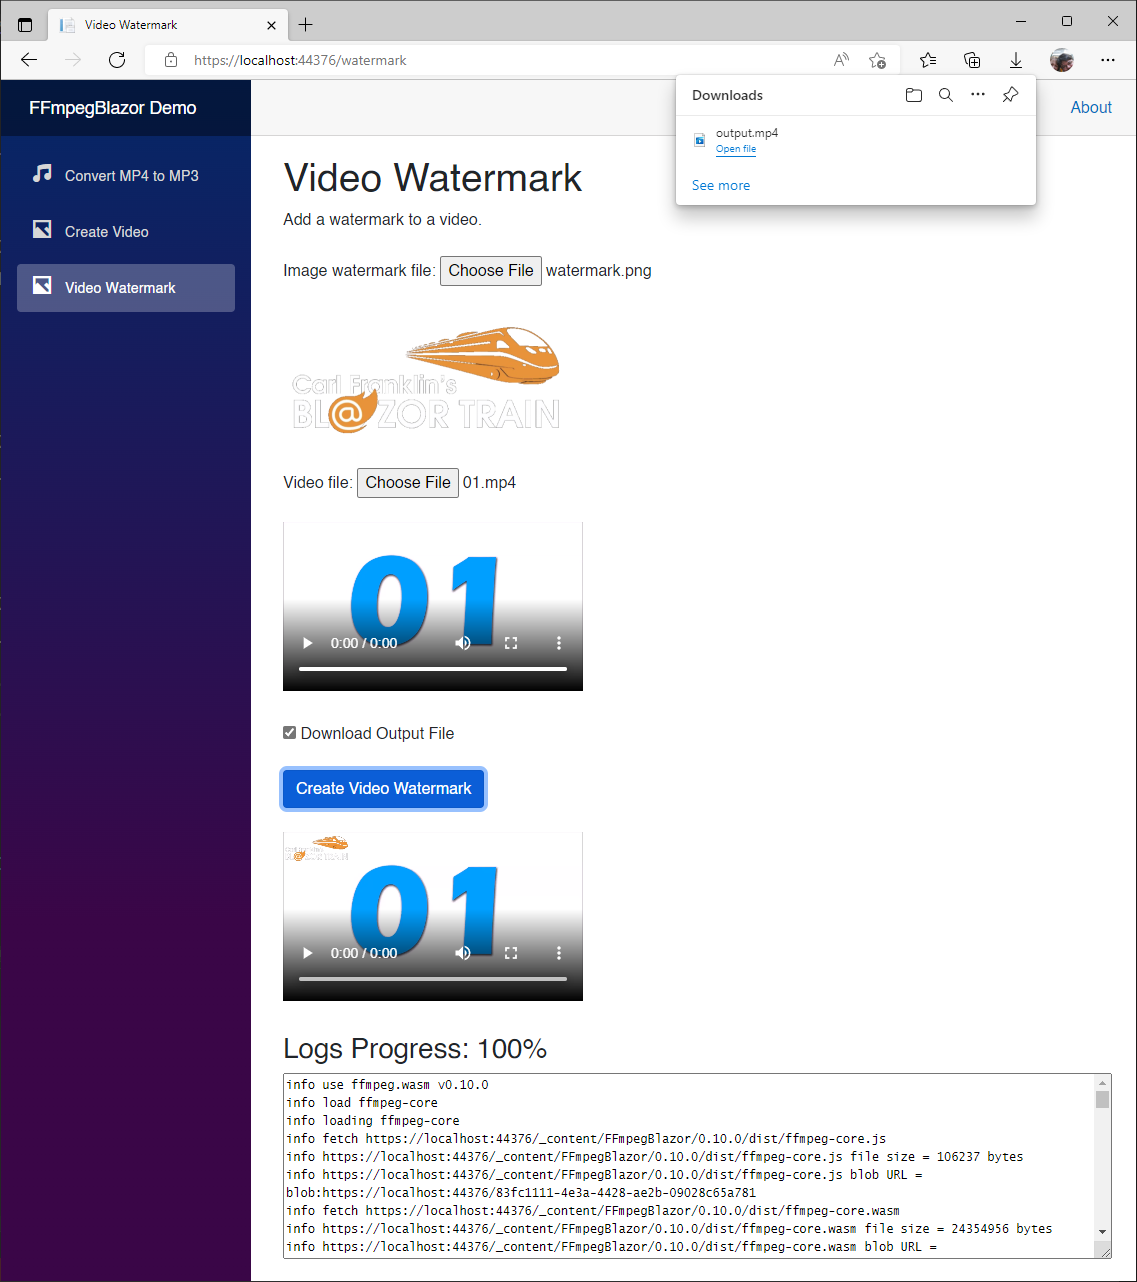 Video Watermark
https://localhost:44376/watermark
FFmpegBlazor Demo
About
Downloads
output.mp4
Open file
See more
Convert MP4 to MP3
Create Video
Video Watermark
Video Watermark
Add a watermark to a video.
Image watermark file: Choose File watermark.png
Carl Franklin's
BL@ZOR TRAIN
Video file: Choose File 01.mp4
01
0:00 / 0:00
Download Output File
Create Video Watermark
Carl Franklin's
BL@ZOR TRAIN
01
0:00 / 0:00
Logs Progress: 100%
info use ffmpeg.wasm v0.10.0
info load ffmpeg-core
info loading ffmpeg-core
info fetch https://localhost:44376/_content/FFmpegBlazor/0.10.0/dist/ffmpeg-core.js
info https://localhost:44376/_content/FFmpegBlazor/0.10.0/dist/ffmpeg-core.js file size = 106237 bytes
info https://localhost:44376/_content/FFmpegBlazor/0.10.0/dist/ffmpeg-core.js blob URL =
blob:https://localhost:44376/83fc1111-4e3a-4428-ae2b-09028c65a781
info fetch https://localhost:44376/_content/FFmpegBlazor/0.10.0/dist/ffmpeg-core.wasm
info https://localhost:44376/_content/FFmpegBlazor/0.10.0/dist/ffmpeg-core.wasm file size = 24354956 bytes
info https://localhost:44376/_content/FFmpegBlazor/0.10.0/dist/ffmpeg-core.wasm blob URL =